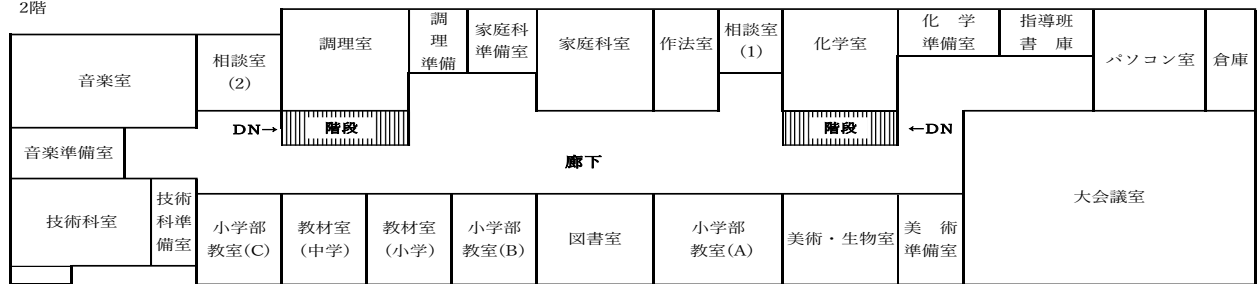 2階
音楽室
相談室
(2)
調理室
調
理
準備
家庭科
準備室
家庭科室
作法室
相談室
(1)
化学室
化 学
準備室
指導班
書 庫
パソコン室
倉庫
DN→
階段
階段
←DN
音楽準備室
廊下
技術科室
技術
科準
備室
小学部
教室(C)
教材室
(中学)
教材室
(小学)
小学部
教室(B)
図書室
小学部
教室(A)
美術・生物室
美 術
準備室
大会議室